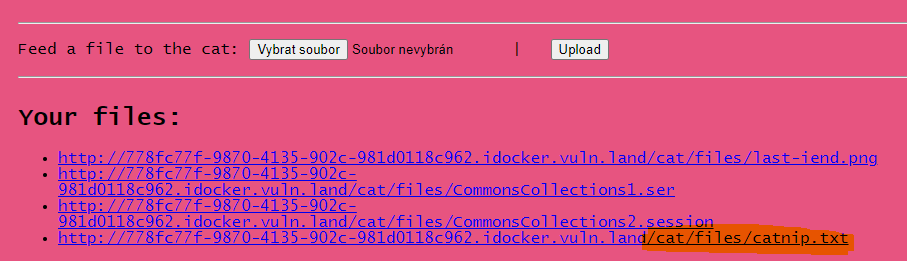 Feed a file to the cat: Vybrat soubor Soubor nevybrán | Upload
Your files:
http://778fc77f-9870-4135-902c-981d0118c962.idocker.vuln.land/cat/files/last-iend.png
http://778fc77f-9870-4135-902c-
981d0118c962.idocker.vuln.land/cat/files/CommonsCollections1.ser
http://778fc77f-9870-4135-902c-
981d0118c962.idocker.vuln.land/cat/files/CommonsCollections2.session
http://778fc77f-9870-4135-902c-981d0118c962.idocker.vuln.land/cat/files/catnip.txt